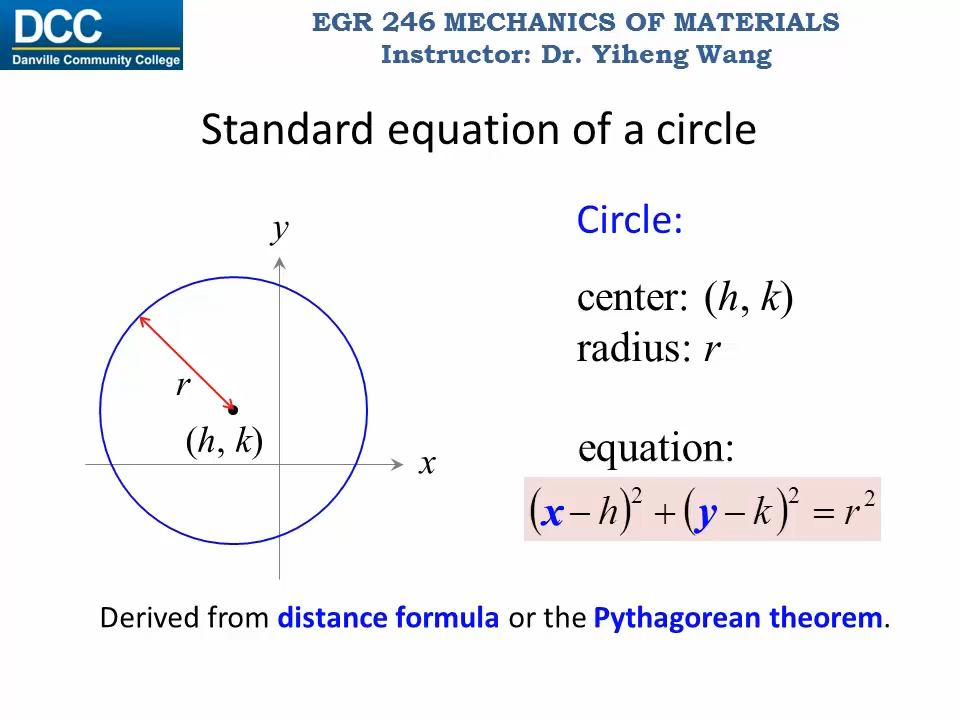 DCC
Danville Community College
EGR 246 MECHANICS OF MATERIALS
Instructor: Dr. Yiheng Wang
Standard equation of a circle
y
r
(h, k)
x
Circle:
center: (h, k)
radius: r
equation:
(x − h)² + (y − k)² = r²
Derived from distance formula or the Pythagorean theorem.